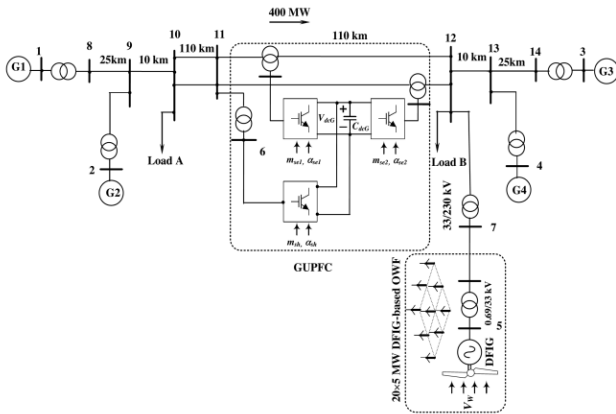 400 MW
10
11
12
1
8
25km
9
10 km
110 km
110 km
10 km
13
25km
14
3
G1
G3
V_dcG
+
−
C_dcG
6
m_se1, α_se1
m_se2, α_se2
2
G2
Load A
Load B
4
G4
m_sh, α_sh
GUPFC
33/230 kV
7
20×5 MW DFIG-based OWF
0.69/33 kV
5
DFIG
V_W